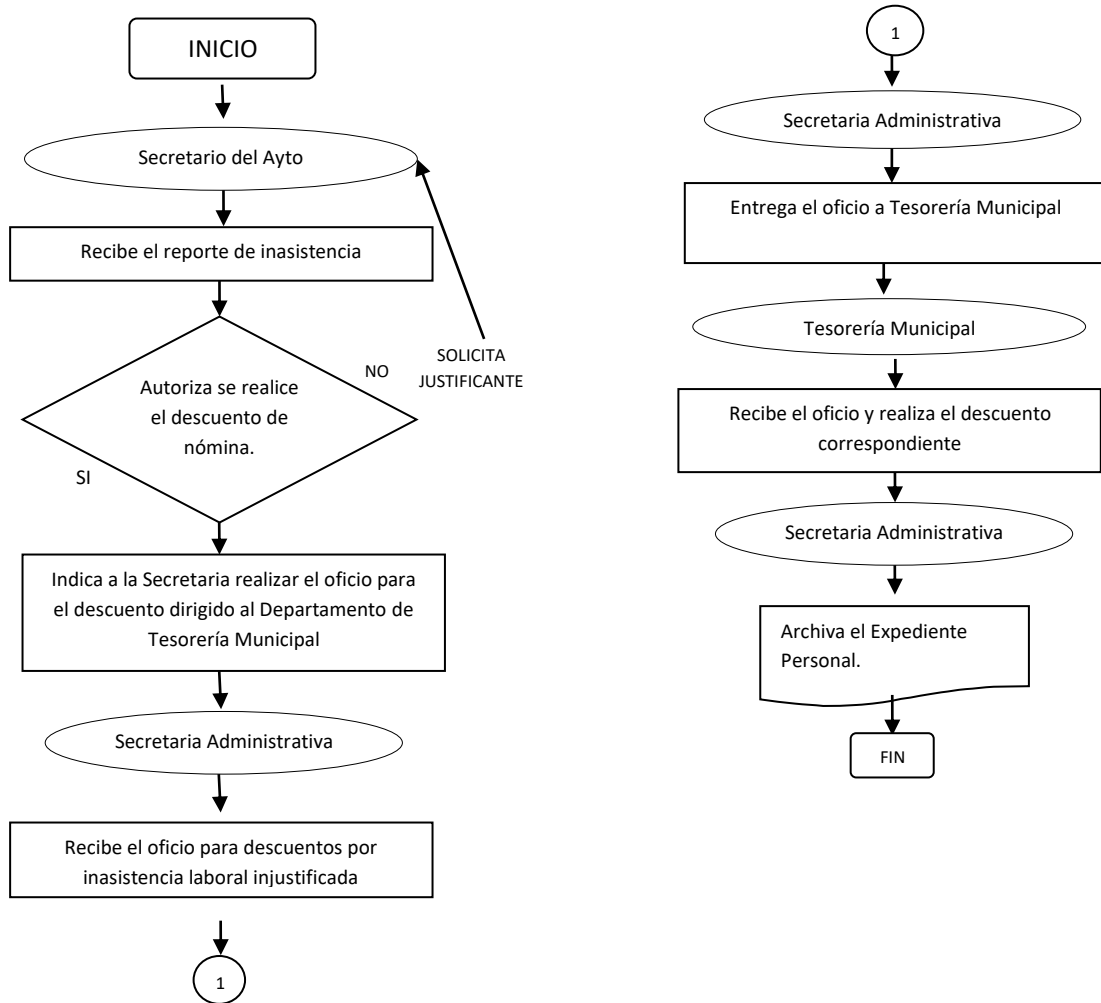 INICIO
Secretario del Ayto
Recibe el reporte de inasistencia
Autoriza se realice
el descuento de
nómina.
NO
SI
SOLICITA
JUSTIFICANTE
Indica a la Secretaria realizar el oficio para
el descuento dirigido al Departamento de
Tesorería Municipal
Secretaria Administrativa
Recibe el oficio para descuentos por
inasistencia laboral injustificada
1
1
Secretaria Administrativa
Entrega el oficio a Tesorería Municipal
Tesorería Municipal
Recibe el oficio y realiza el descuento
correspondiente
Secretaria Administrativa
Archiva el Expediente
Personal.
FIN